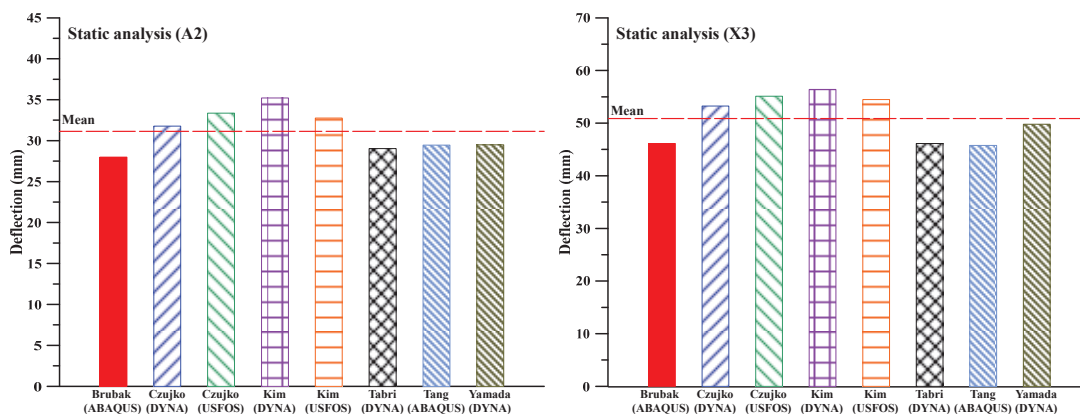 Static analysis (A2)
45
40
35
30
25
20
15
10
5
0
Deflection (mm)
Mean
Brubak Czujko Czujko Kim Kim Tabri Tang Yamada
(ABAQUS) (DYNA) (USFOS) (DYNA) (USFOS) (DYNA) (ABAQUS) (DYNA)
Static analysis (X3)
70
60
50
40
30
20
10
0
Deflection (mm)
Mean
Brubak Czujko Czujko Kim Kim Tabri Tang Yamada
(ABAQUS) (DYNA) (USFOS) (DYNA) (USFOS) (DYNA) (ABAQUS) (DYNA)